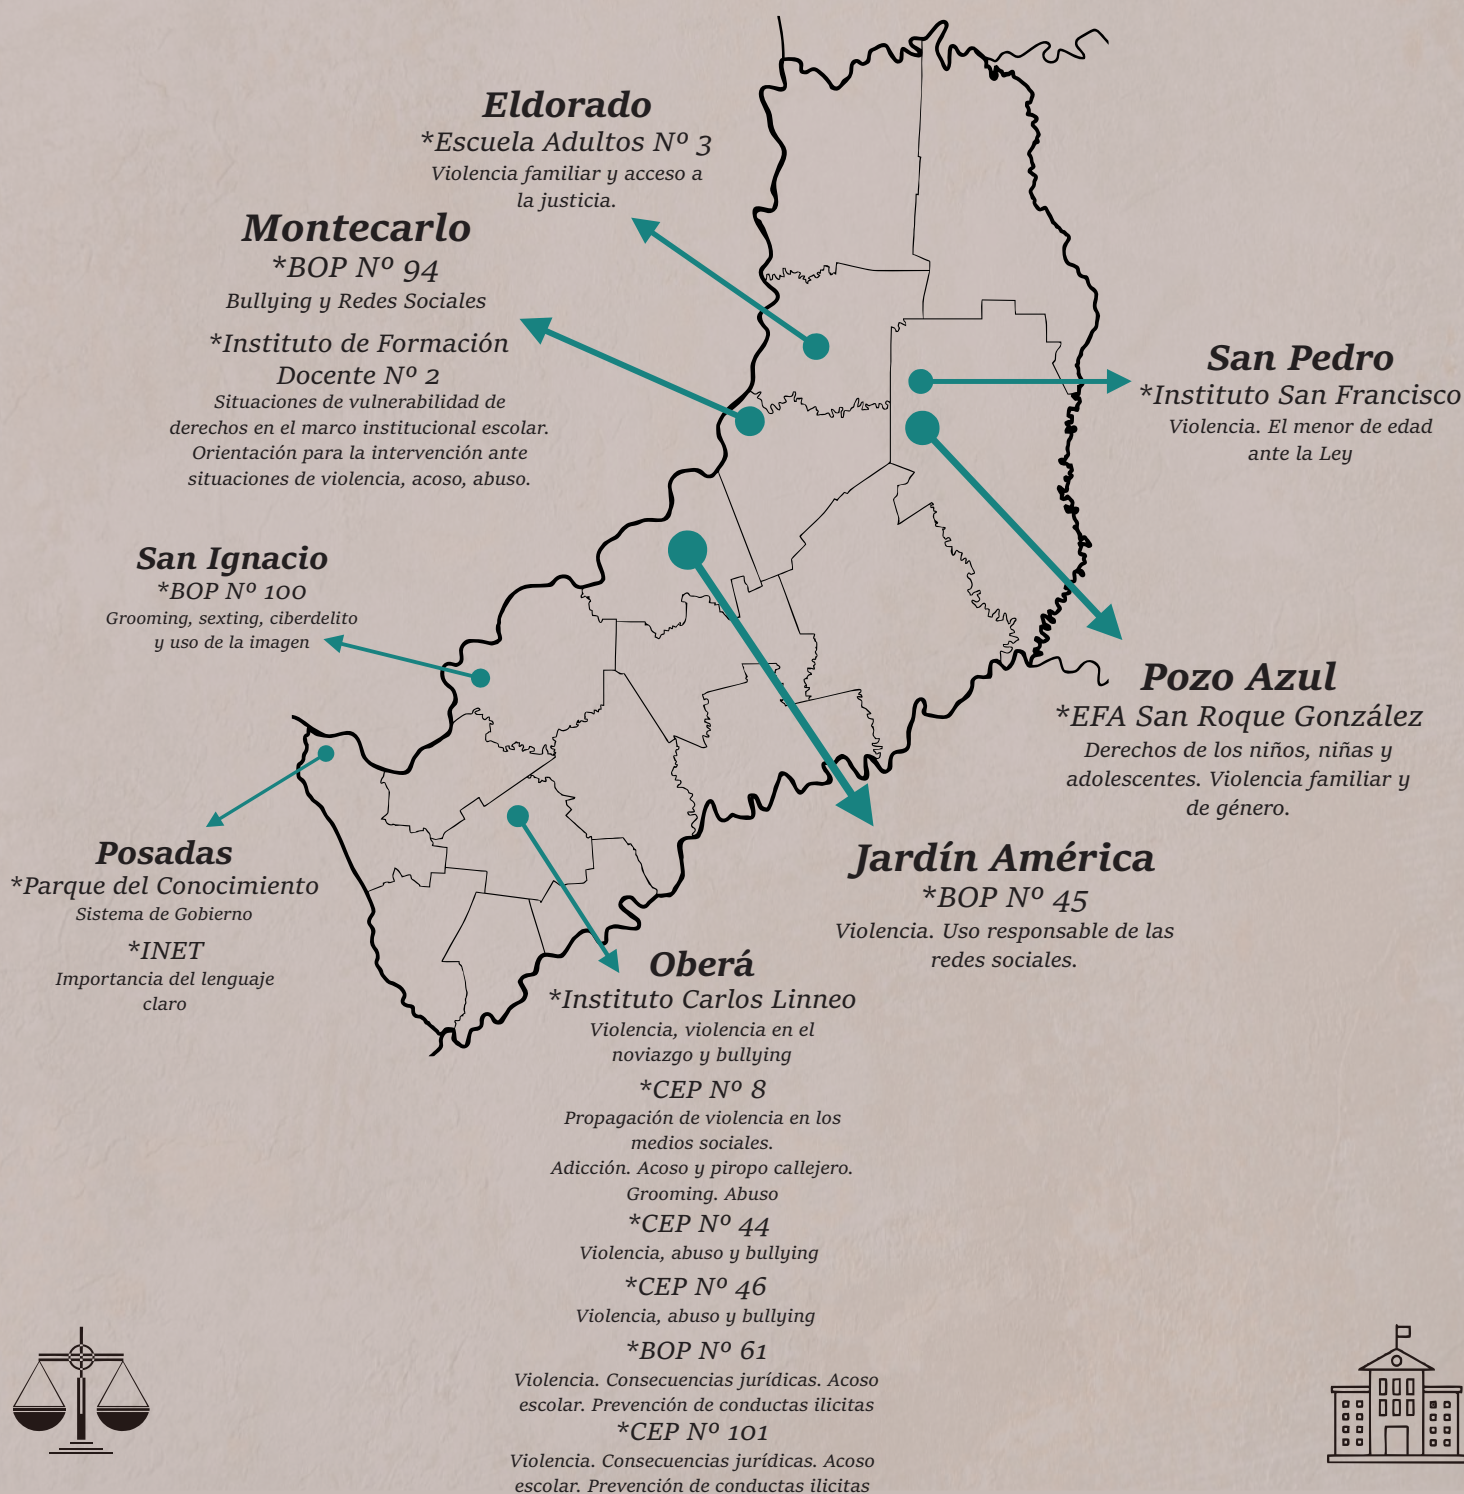 Eldorado
*Escuela Adultos Nº 3
Violencia familiar y acceso a
la justicia.
Montecarlo
*BOP Nº 94
Bullying y Redes Sociales
*Instituto de Formación
Docente Nº 2
Situaciones de vulnerabilidad de
derechos en el marco institucional escolar.
Orientación para la intervención ante
situaciones de violencia, acoso, abuso.
San Pedro
*Instituto San Francisco
Violencia. El menor de edad
ante la Ley
San Ignacio
*BOP Nº 100
Grooming, sexting, ciberdelito
y uso de la imagen
Pozo Azul
*EFA San Roque González
Derechos de los niños, niñas y
adolescentes. Violencia familiar y
de género.
Posadas
*Parque del Conocimiento
Sistema de Gobierno
*INET
Importancia del lenguaje
claro
Jardín América
*BOP Nº 45
Violencia. Uso responsable de las
redes sociales.
Oberá
*Instituto Carlos Linneo
Violencia, violencia en el
noviazgo y bullying
*CEP Nº 8
Propagación de violencia en los
medios sociales.
Adicción. Acoso y piropo callejero.
Grooming. Abuso
*CEP Nº 44
Violencia, abuso y bullying
*CEP Nº 46
Violencia, abuso y bullying
*BOP Nº 61
Violencia. Consecuencias jurídicas. Acoso
escolar. Prevención de conductas ilicitas
*CEP Nº 101
Violencia. Consecuencias jurídicas. Acoso
escolar. Prevención de conductas ilicitas